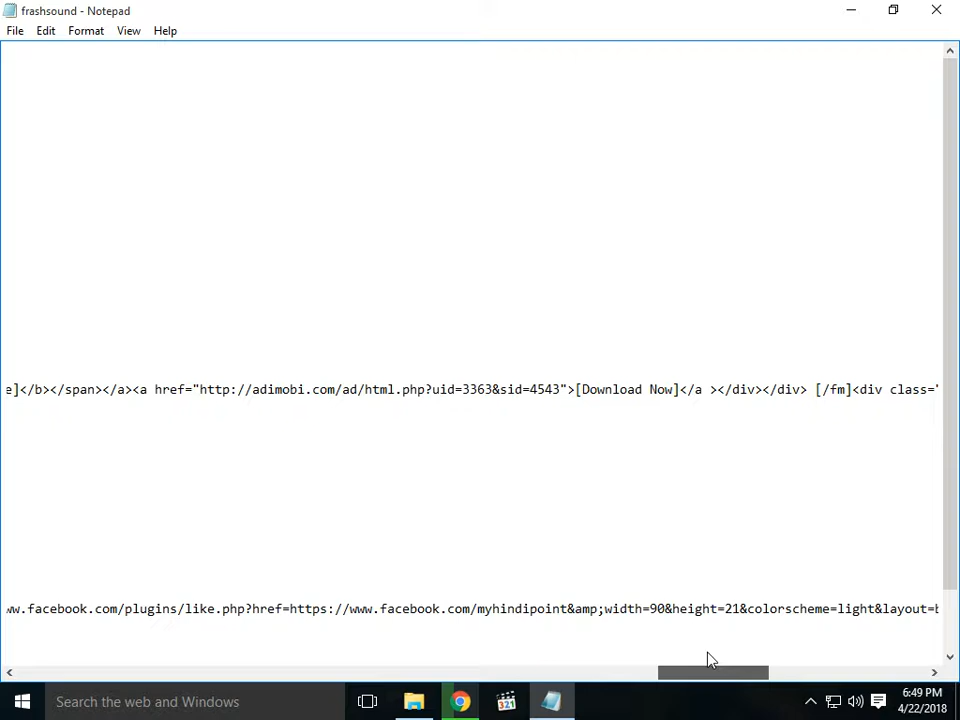 frashsound - Notepad
File Edit Format View Help
e]</b></span></a><a href="http://adimobi.com/ad/html.php?uid=3363&sid=4543">[Download Now]</a ></div></div> [/fm]<div class="
ww.facebook.com/plugins/like.php?href=https://www.facebook.com/myhindipoint&amp;width=90&height=21&colorscheme=light&layout=b
Search the web and Windows
321
6:49 PM
4/22/2018